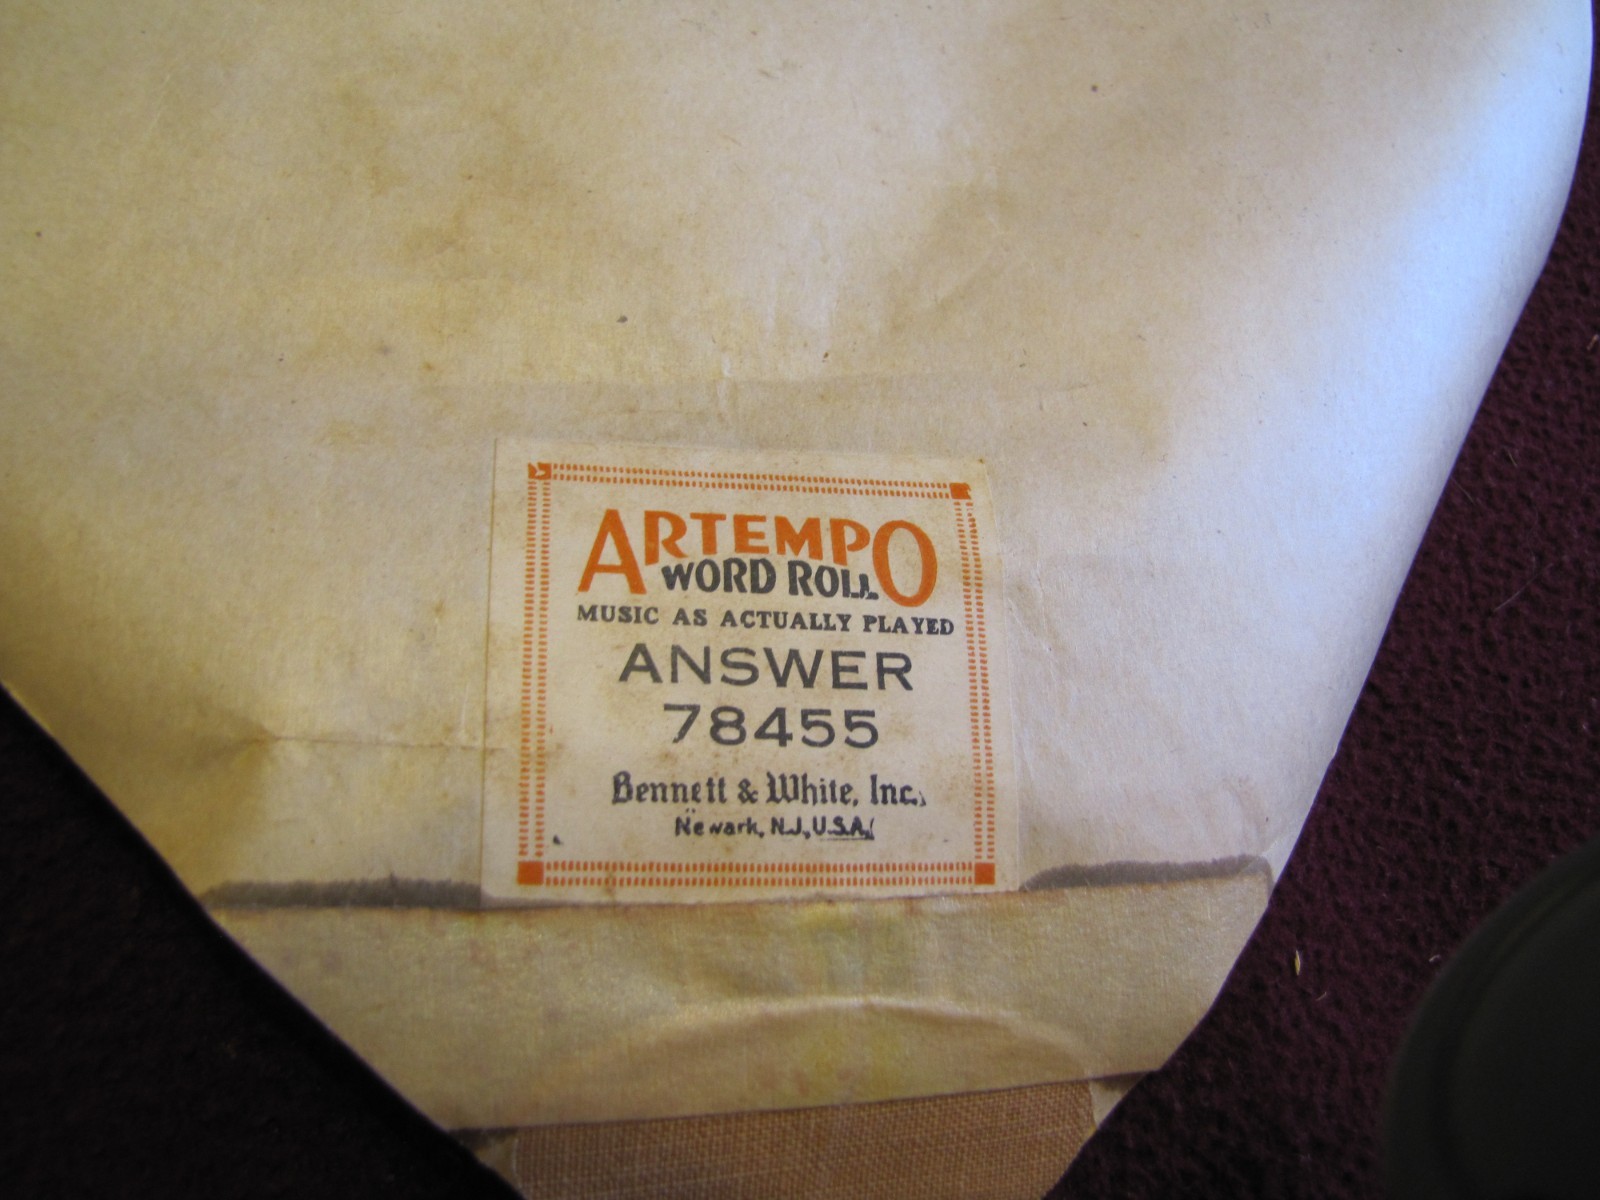 ARTEMPO
WORD ROLL
MUSIC AS ACTUALLY PLAYED
ANSWER
78455
Bennett & White, Inc.
Newark, N.J., U.S.A.